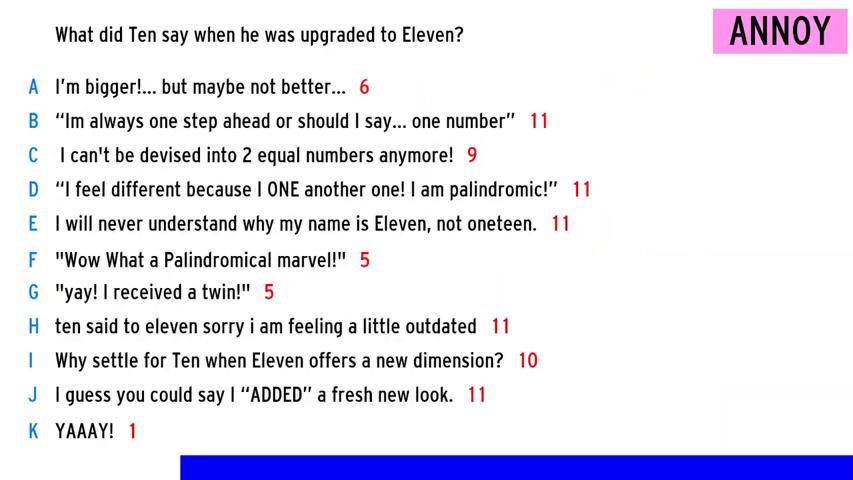 What did Ten say when he was upgraded to Eleven?
ANNOY
A I'm bigger!... but maybe not better... 6
B “Im always one step ahead or should I say... one number” 11
C I can't be devised into 2 equal numbers anymore! 9
D “I feel different because I ONE another one! I am palindromic!” 11
E I will never understand why my name is Eleven, not oneteen. 11
F "Wow What a Palindromical marvel!" 5
G "yay! I received a twin!" 5
H ten said to eleven sorry i am feeling a little outdated 11
I Why settle for Ten when Eleven offers a new dimension? 10
J I guess you could say I “ADDED” a fresh new look. 11
K YAAAY! 1